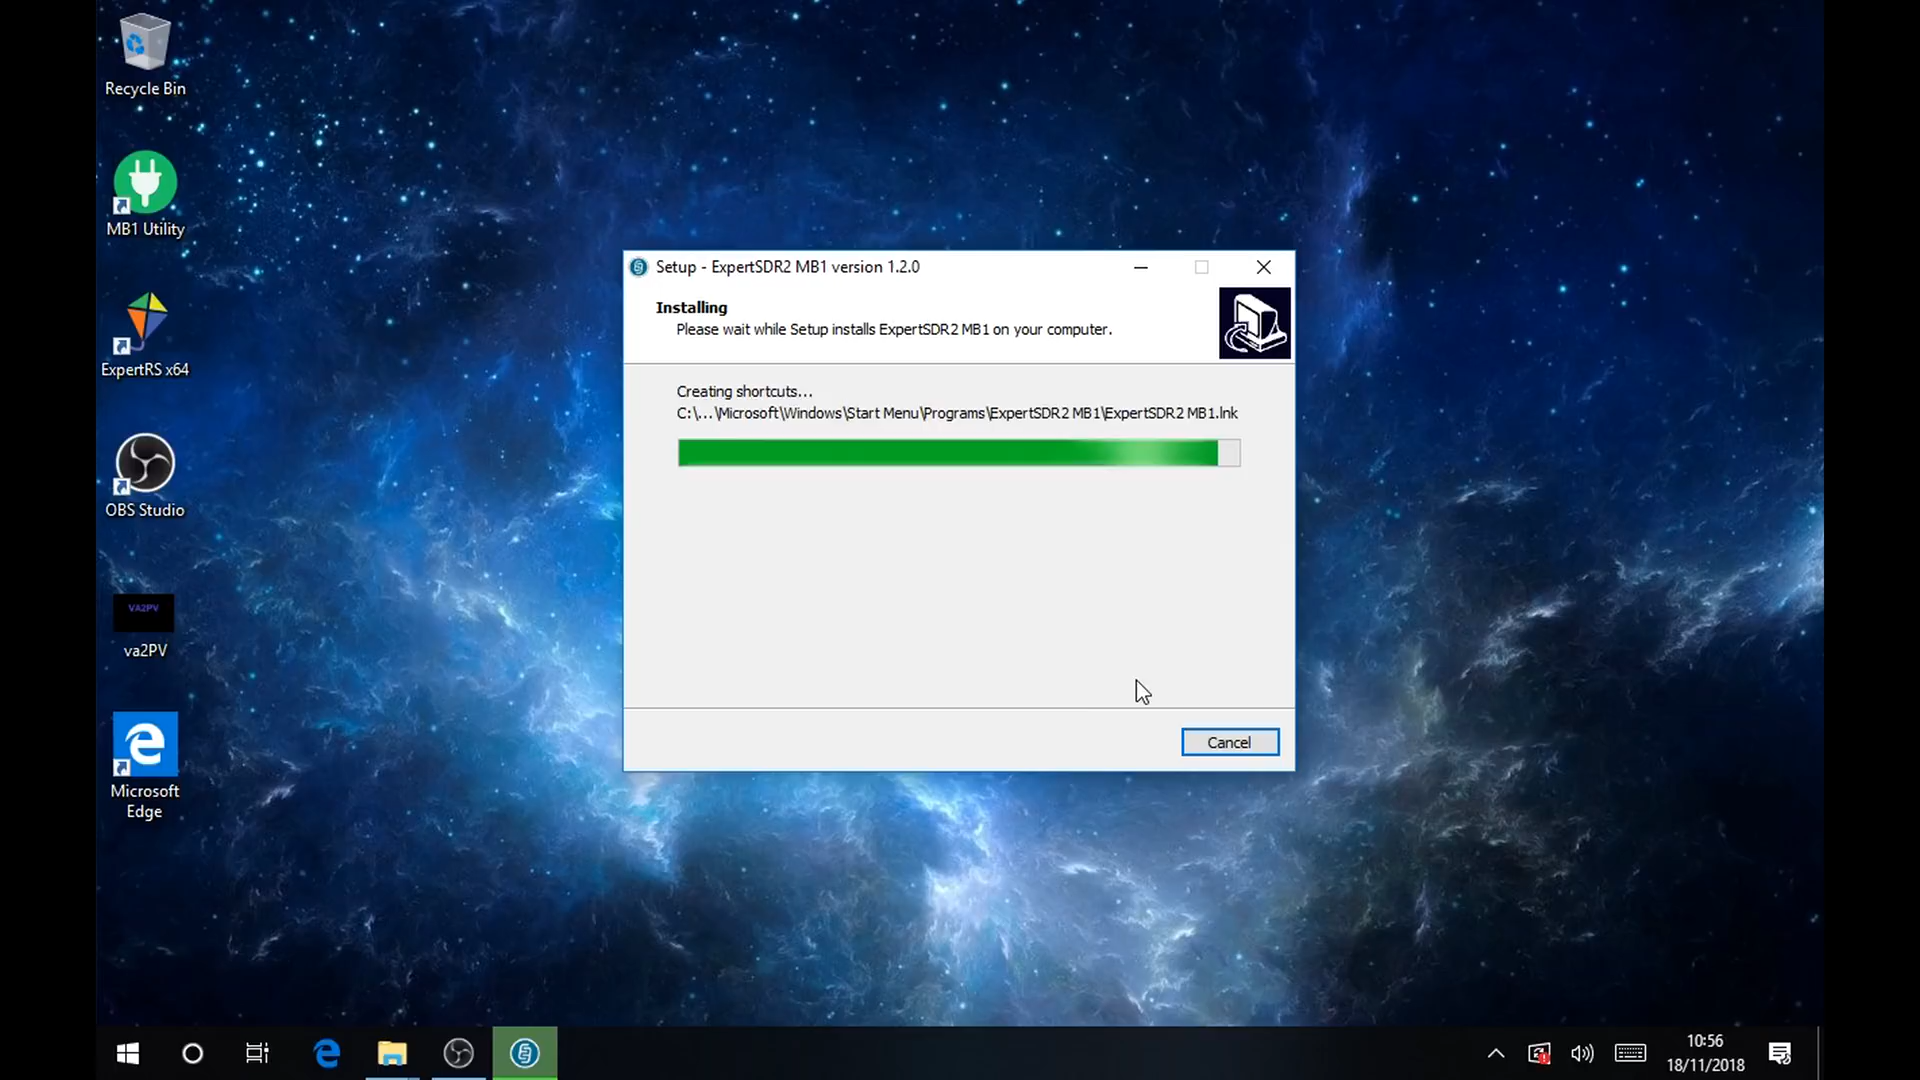 Recycle Bin
MB1 Utility
ExpertRS x64
OBS Studio
VA2PV
va2PV
Microsoft
Edge
Setup - ExpertSDR2 MB1 version 1.2.0
Installing
Please wait while Setup installs ExpertSDR2 MB1 on your computer.
Creating shortcuts...
C:\...\Microsoft\Windows\Start Menu\Programs\ExpertSDR2 MB1\ExpertSDR2 MB1.lnk
Cancel
10:56
18/11/2018